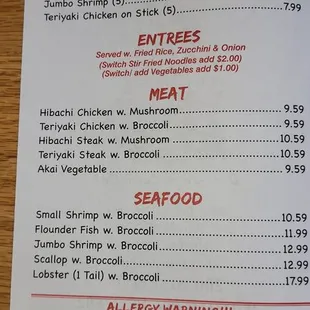 Jumbo Shrimp (5)
Teriyaki Chicken on Stick (5) 7.99
ENTREES
Served w. Fried Rice, Zucchini & Onion
(Switch Stir Fried Noodles add $2.00)
(Switch/ add Vegetables add $1.00)
MEAT
Hibachi Chicken w. Mushroom 9.59
Teriyaki Chicken w. Broccoli 9.59
Hibachi Steak w. Mushroom 10.59
Teriyaki Steak w. Broccoli 10.59
Akai Vegetable 9.59
SEAFOOD
Small Shrimp w. Broccoli 10.59
Flounder Fish w. Broccoli 11.99
Jumbo Shrimp w. Broccoli 12.99
Scallop w. Broccoli 12.99
Lobster (1 Tail) w. Broccoli 17.99
ALLERGY WARNING!!!